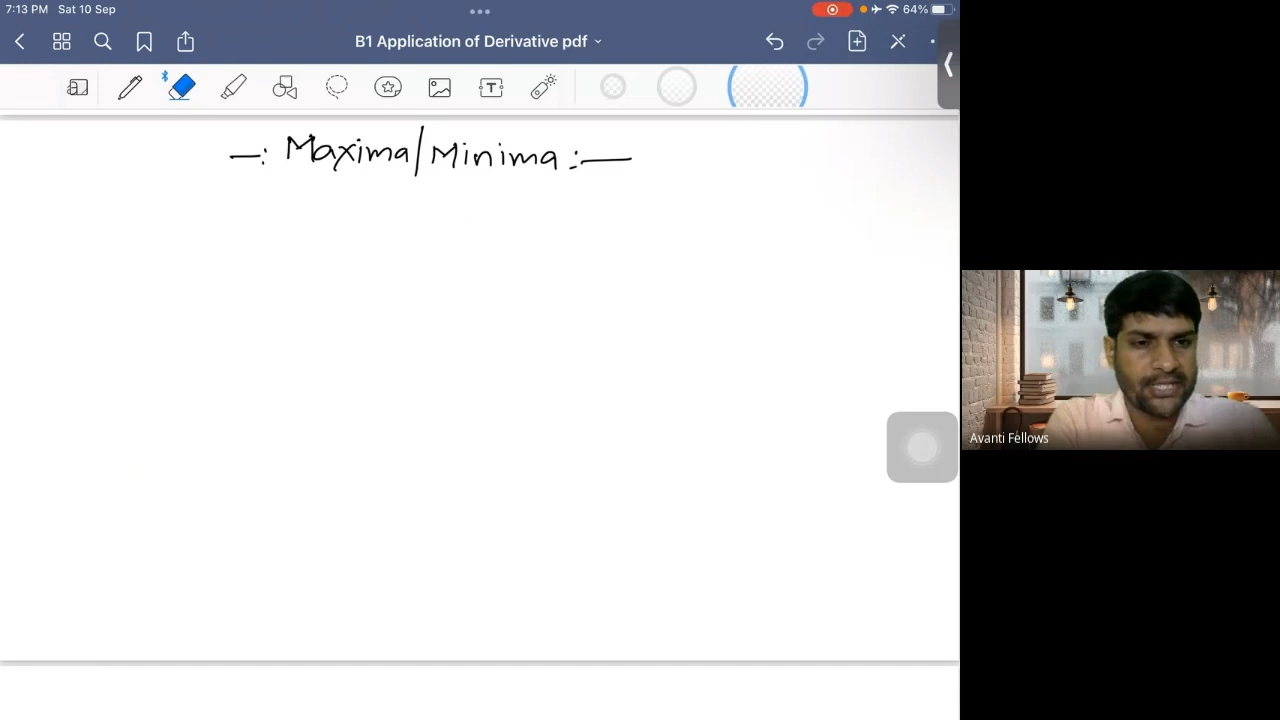 7:13 PM Sat 10 Sep
64%
B1 Application of Derivative pdf
T
—: Maxima/Minima :—
Avanti Fellows